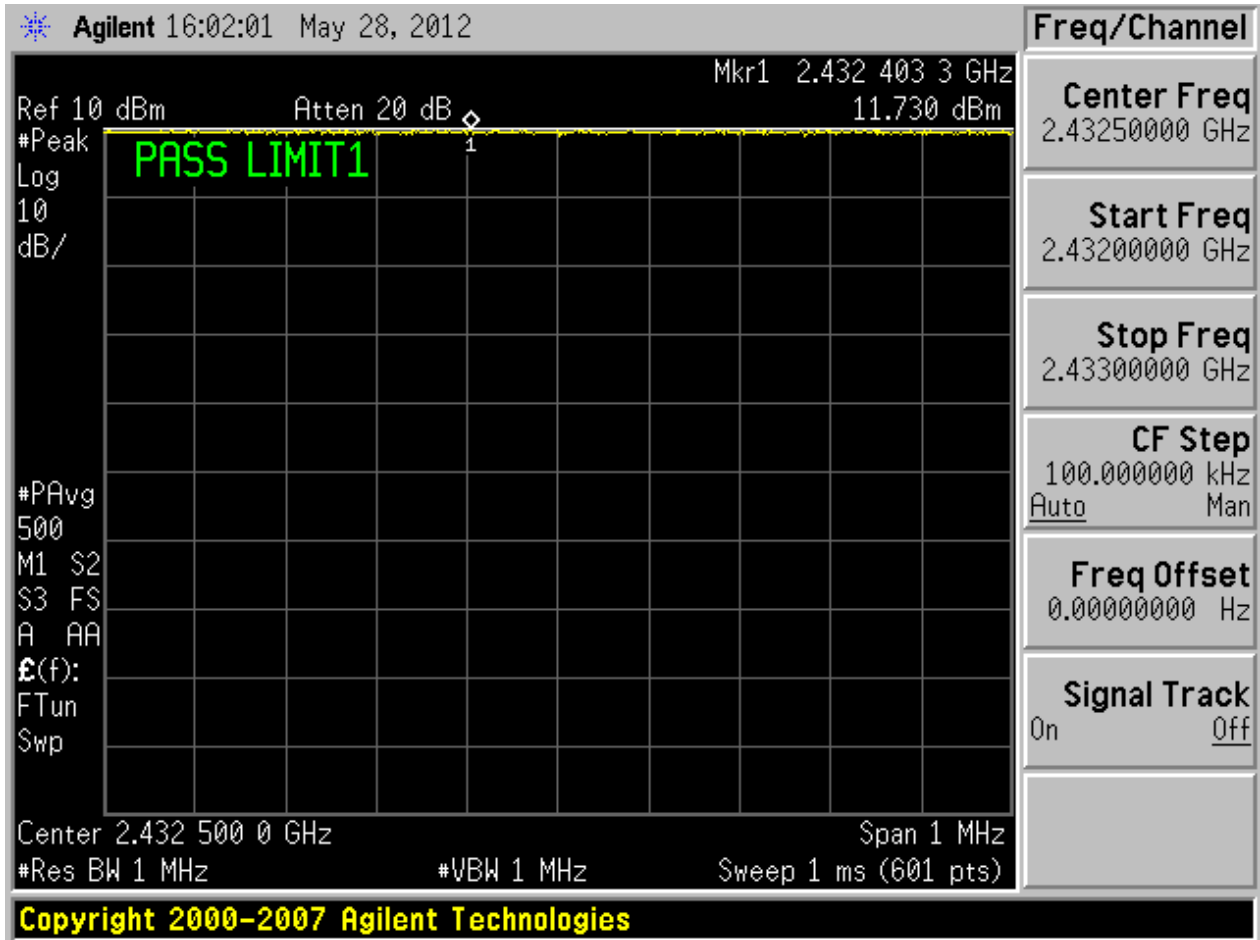 Agilent 16:02:01 May 28, 2012
Freq/Channel
Mkr1 2.432 403 3 GHz
Ref 10 dBm Atten 20 dB 11.730 dBm
#Peak
Log
10
dB/
PASS LIMIT1
1
#PAvg
500
M1 S2
S3 FS
A AA
£(f):
FTun
Swp
Center 2.432 500 0 GHz Span 1 MHz
#Res BW 1 MHz #VBW 1 MHz Sweep 1 ms (601 pts)
Center Freq
2.43250000 GHz
Start Freq
2.43200000 GHz
Stop Freq
2.43300000 GHz
CF Step
100.000000 kHz
Auto Man
Freq Offset
0.00000000 Hz
Signal Track
On Off
Copyright 2000-2007 Agilent Technologies